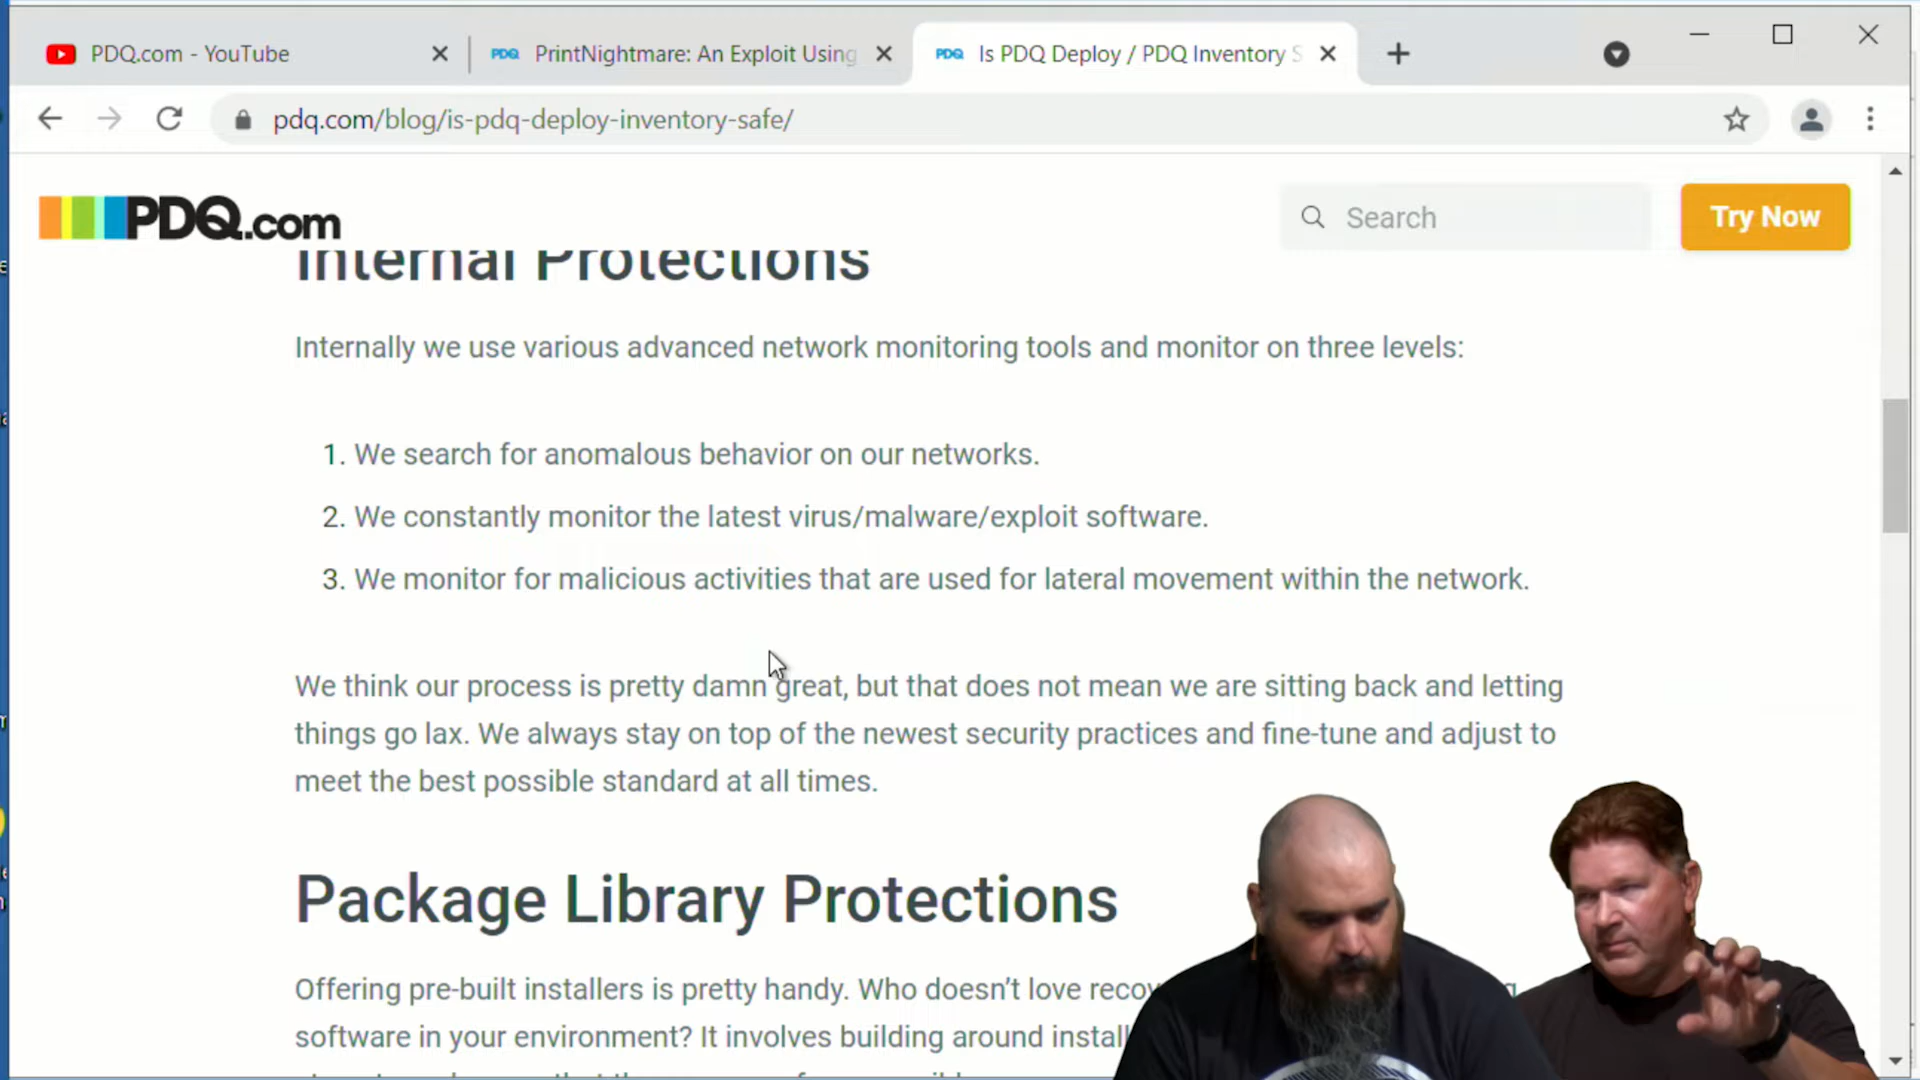 PDQ.com - YouTube
PDQ PrintNightmare: An Exploit Using
PDQ Is PDQ Deploy / PDQ Inventory S
pdq.com/blog/is-pdq-deploy-inventory-safe/
PDQ.com
Search
Try Now
Internal Protections
Internally we use various advanced network monitoring tools and monitor on three levels:
1. We search for anomalous behavior on our networks.
2. We constantly monitor the latest virus/malware/exploit software.
3. We monitor for malicious activities that are used for lateral movement within the network.
We think our process is pretty damn great, but that does not mean we are sitting back and letting
things go lax. We always stay on top of the newest security practices and fine-tune and adjust to
meet the best possible standard at all times.
Package Library Protections
Offering pre-built installers is pretty handy. Who doesn't love
software in your environment? It involves building around